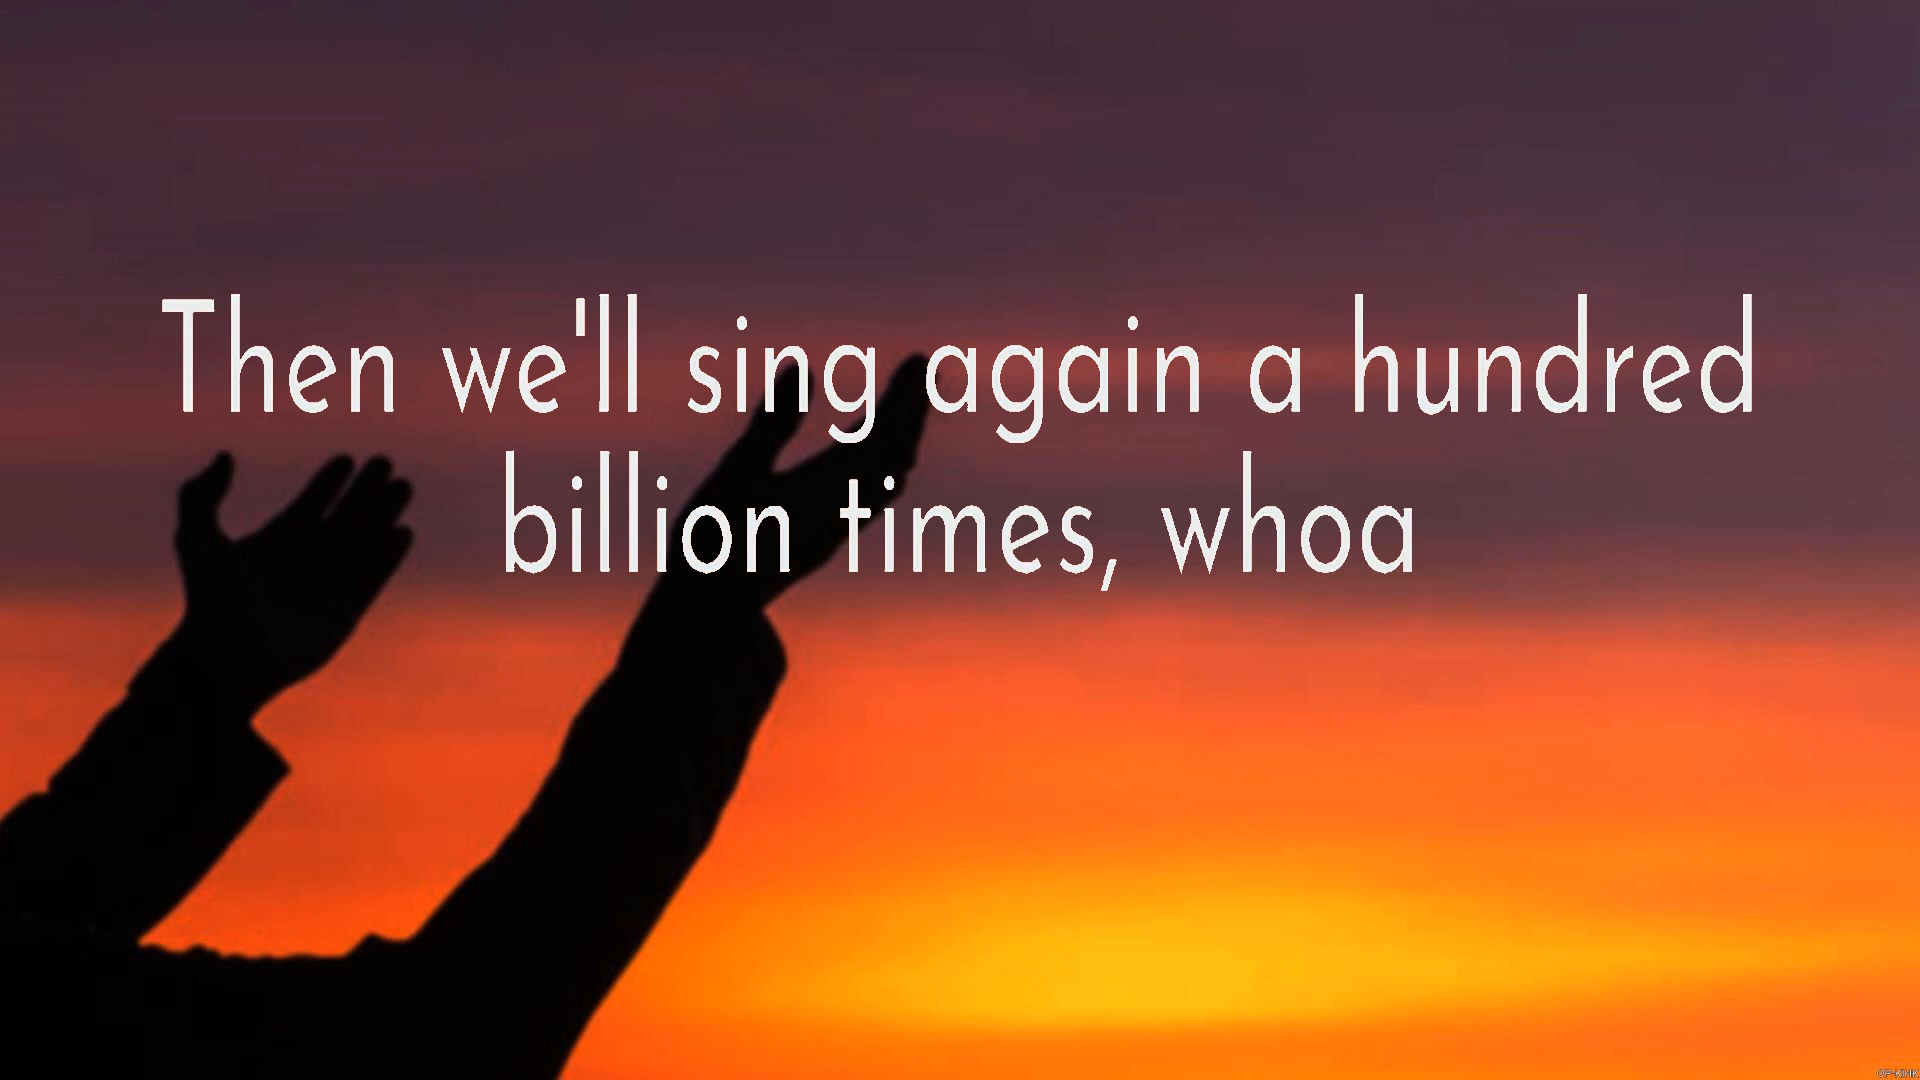 Then we'll sing again a hundred
billion times, whoa